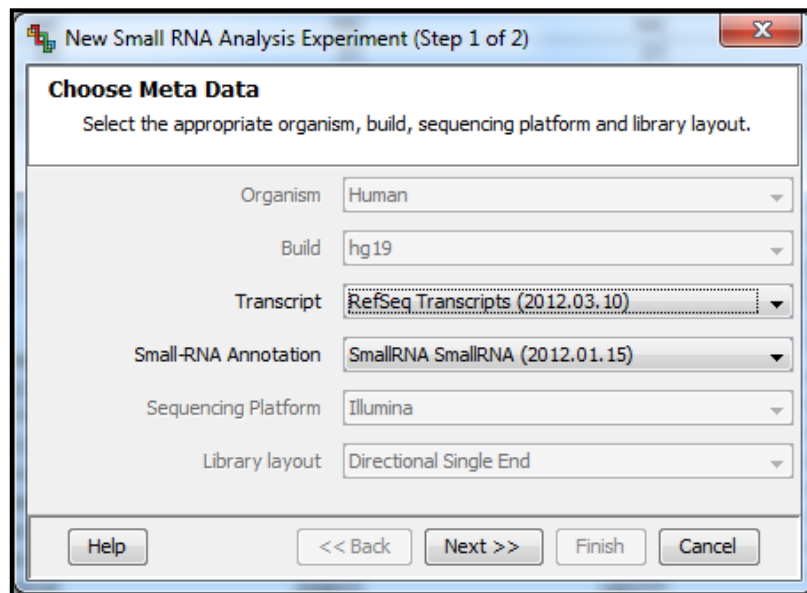 New Small RNA Analysis Experiment (Step 1 of 2)
Choose Meta Data
Select the appropriate organism, build, sequencing platform and library layout.
Organism Human
Build hg19
Transcript RefSeq Transcripts (2012.03.10)
Small-RNA Annotation SmallRNA SmallRNA (2012.01.15)
Sequencing Platform Illumina
Library layout Directional Single End
Help << Back Next >> Finish Cancel